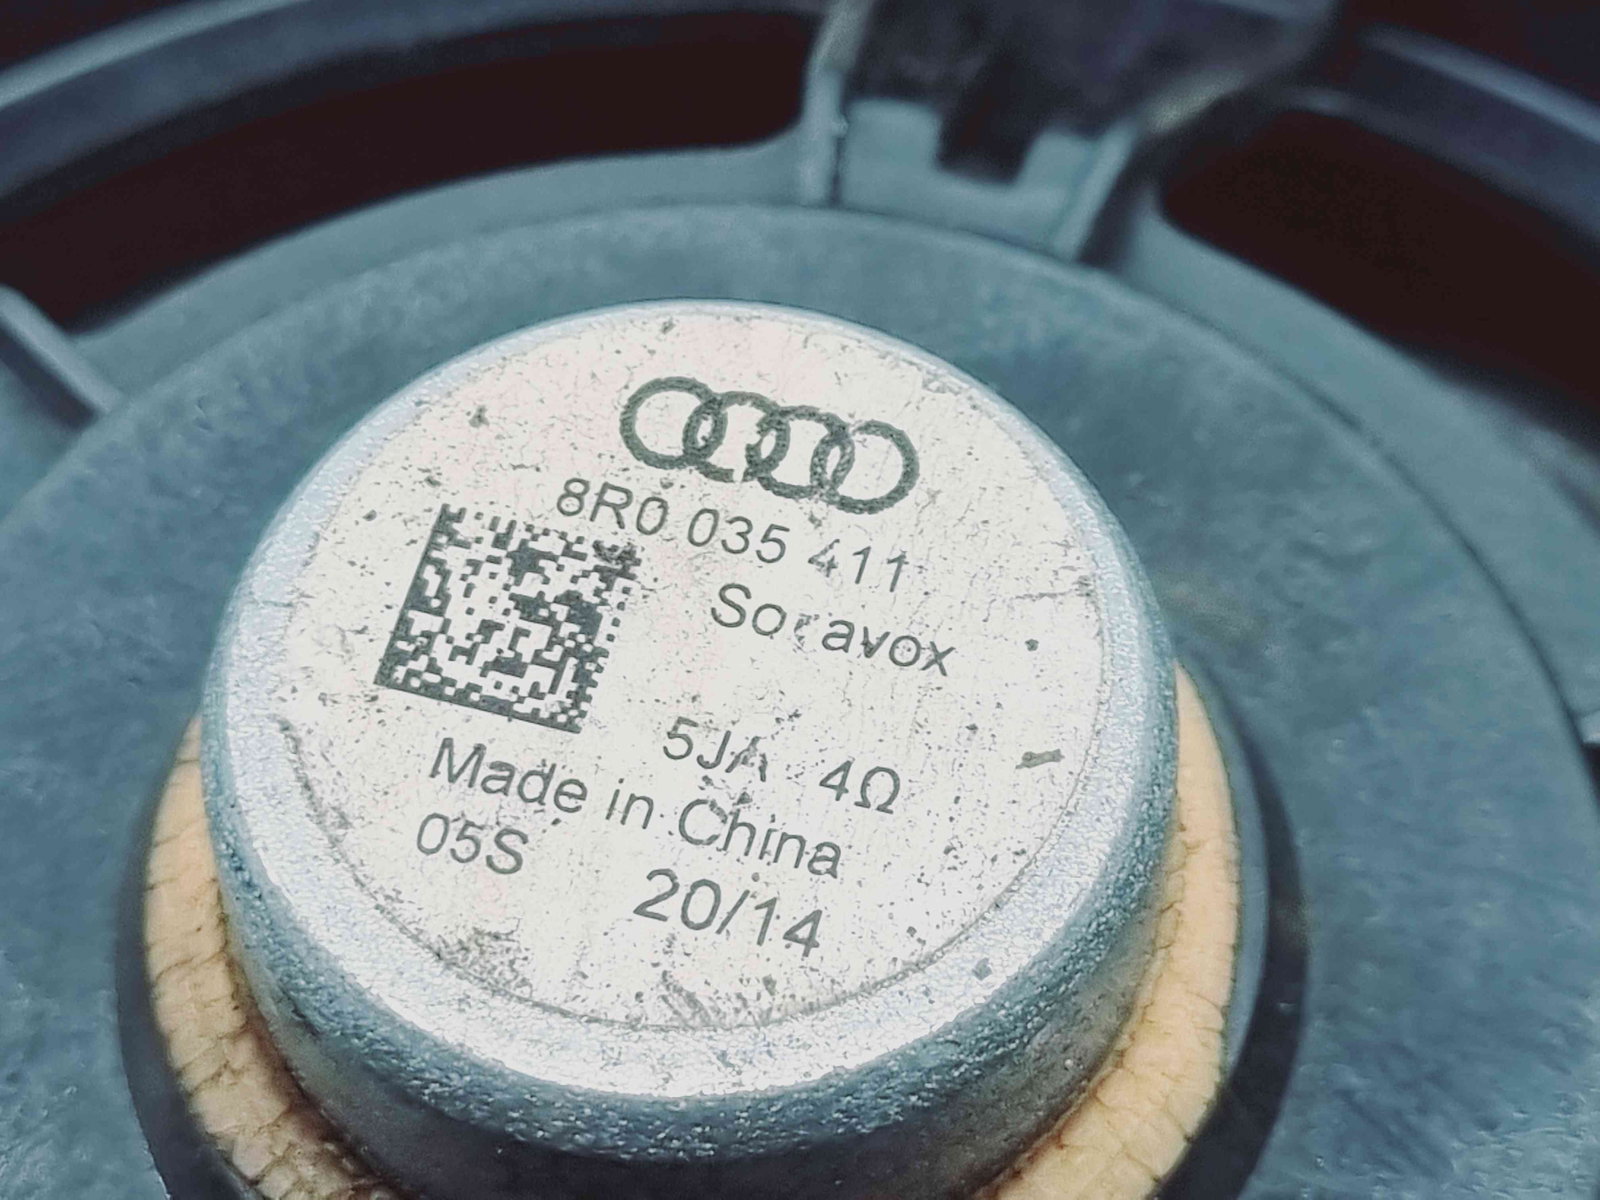 8R0 035 411
Soravox
5JA 4Ω
Made in China
05S 20/14